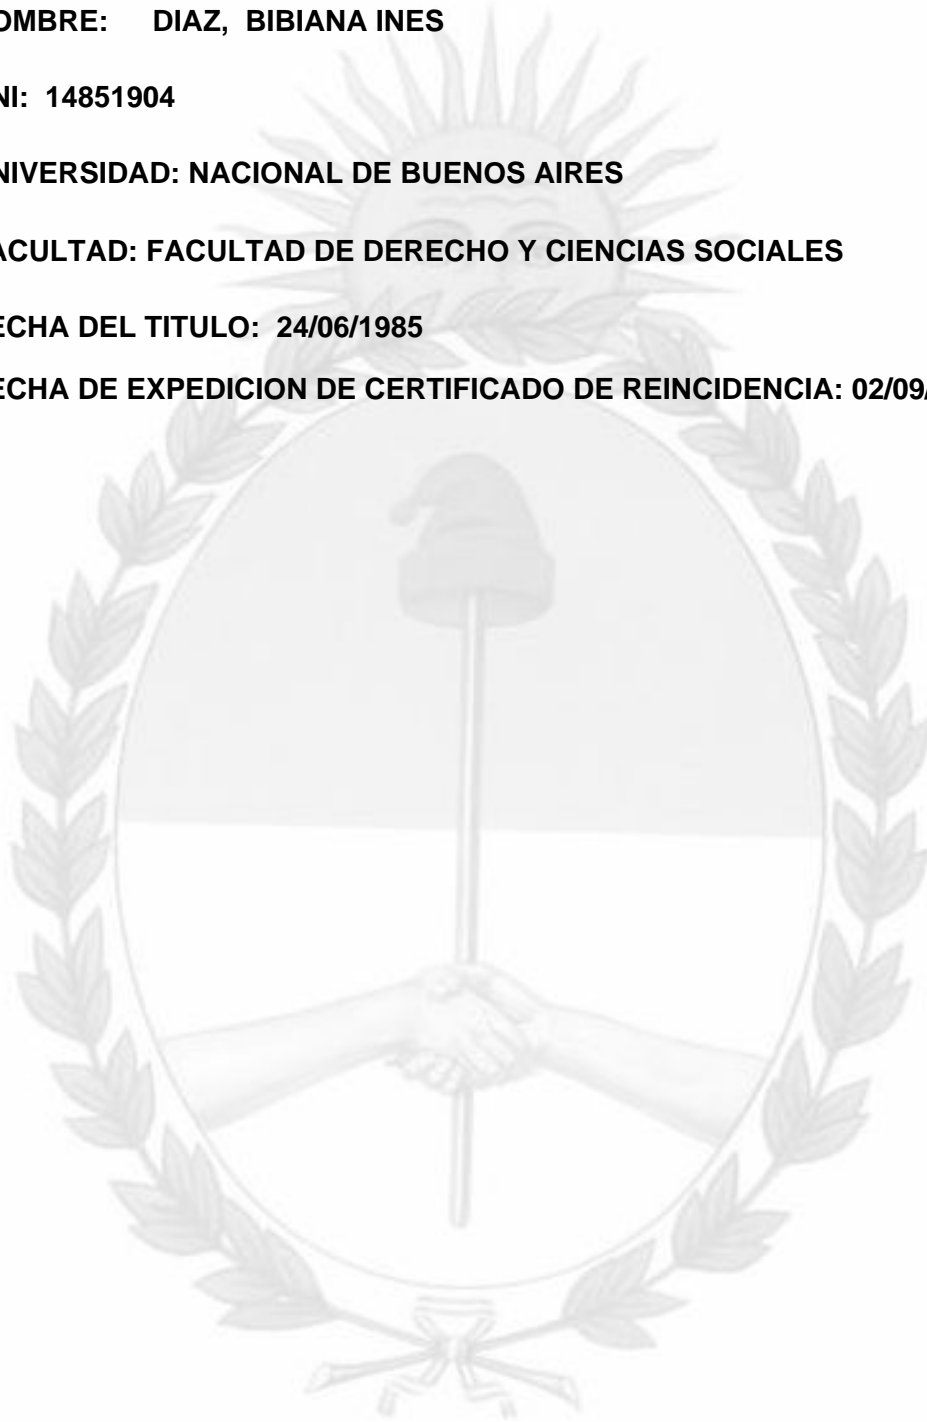 OMBRE: DIAZ, BIBIANA INES
NI: 14851904
NIVERSIDAD: NACIONAL DE BUENOS AIRES
ACULTAD: FACULTAD DE DERECHO Y CIENCIAS SOCIALES
ECHA DEL TITULO: 24/06/1985
ECHA DE EXPEDICION DE CERTIFICADO DE REINCIDENCIA: 02/09/